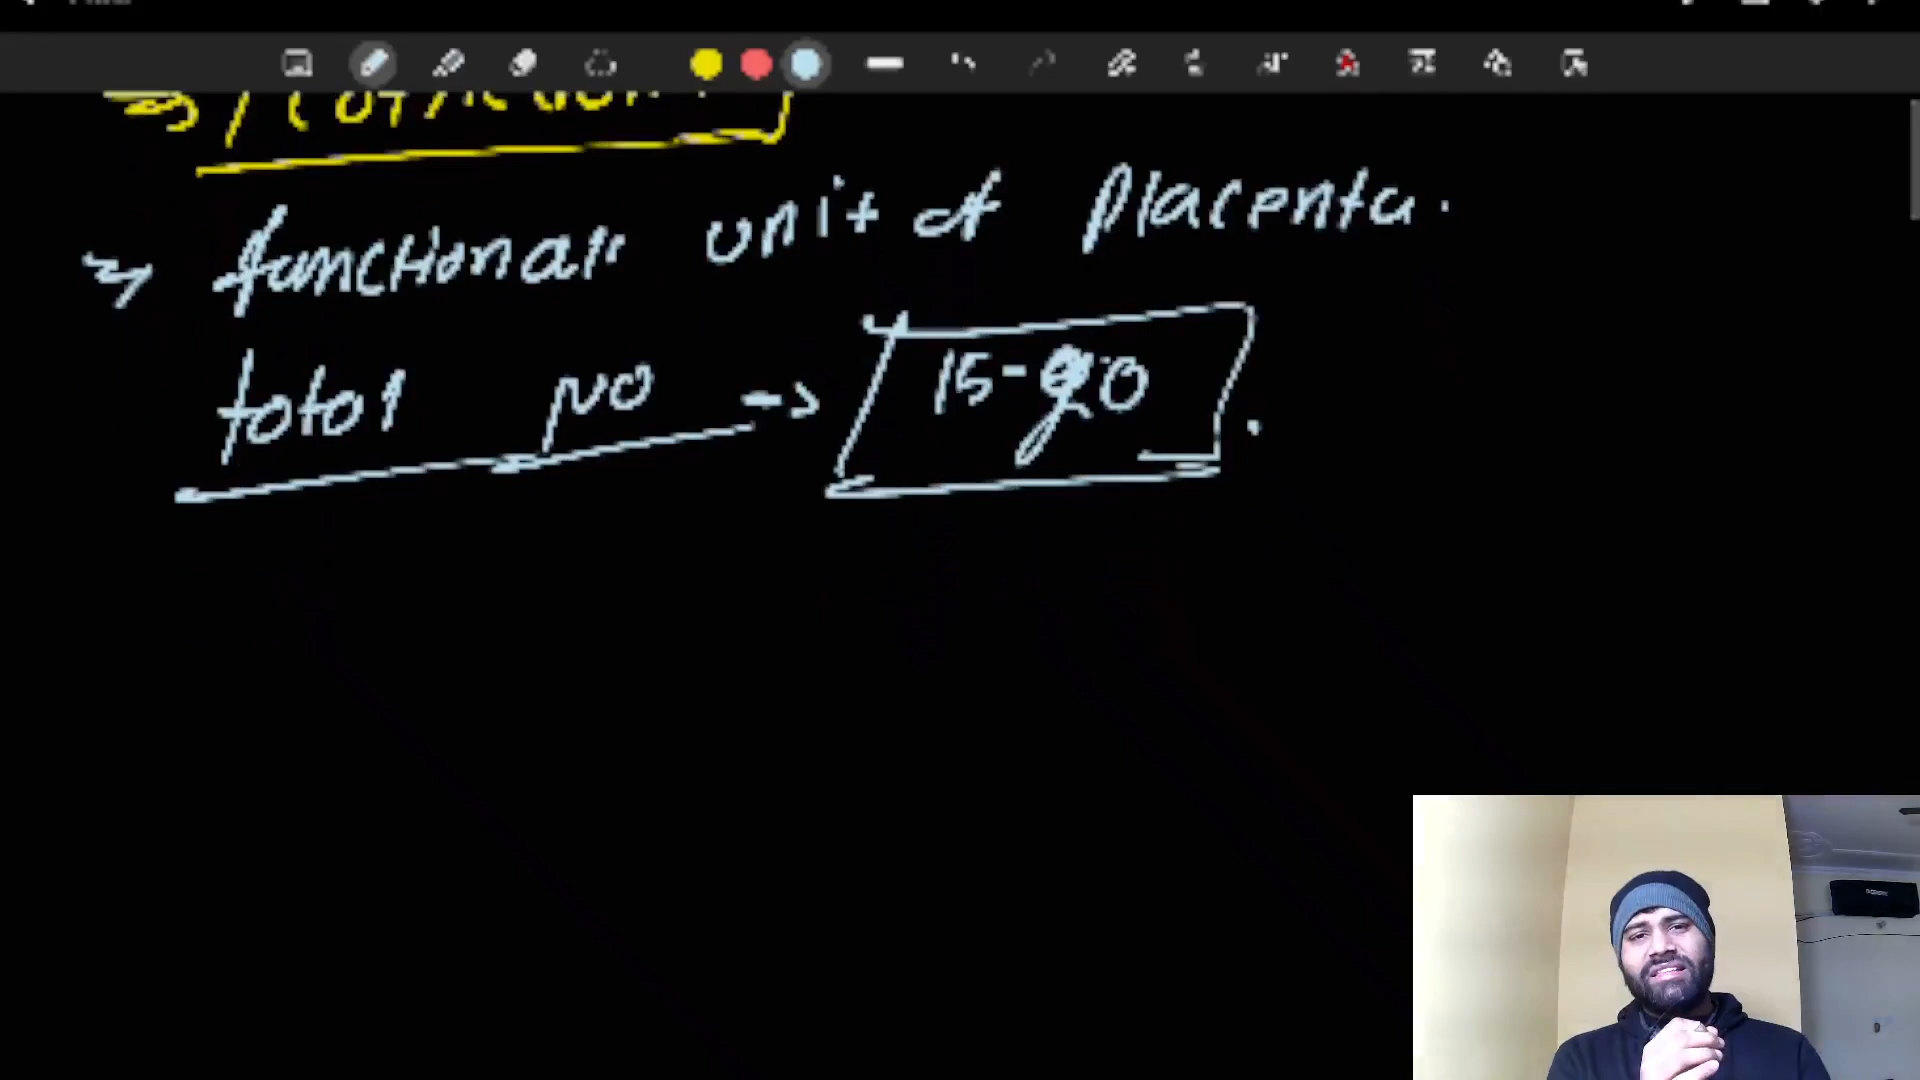 functional unit of placenta.
total NO -> 15-20.